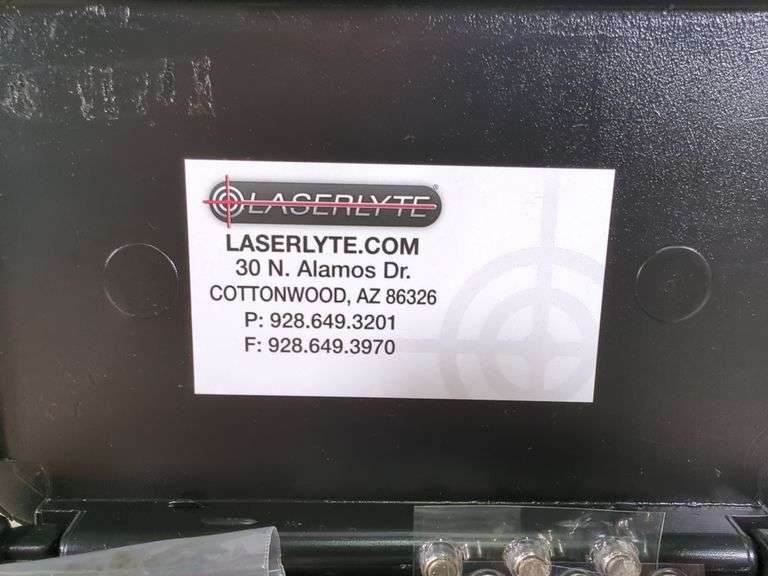 LASERLYTE®
LASERLYTE.COM
30 N. Alamos Dr.
COTTONWOOD, AZ 86326
P: 928.649.3201
F: 928.649.3970